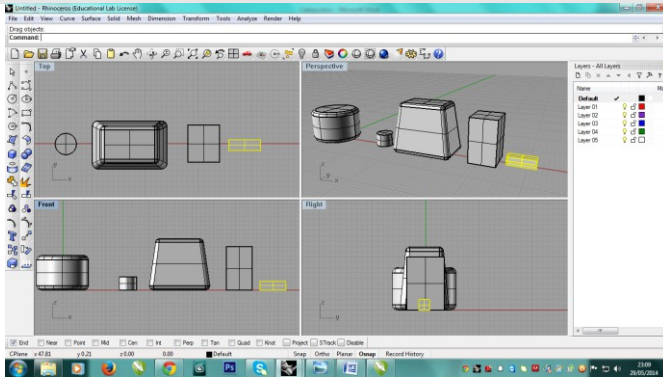 Untitled - Rhinoceros (Educational Lab License)
File Edit View Curve Surface Solid Mesh Dimension Transform Tools Analyze Render Help
Drag objects
Command:
Top
Perspective
Front
Right
Layers - All Layers
Name
Default
Layer 01
Layer 02
Layer 03
Layer 04
Layer 05
End Near Point Mid Cen Int Perp Tan Quad Knot Project STrack Disable
CPlane x 47.81 y 0.21 z 0.00 0.00 Default Snap Ortho Planar Osnap Record History
23:09
29/05/2014